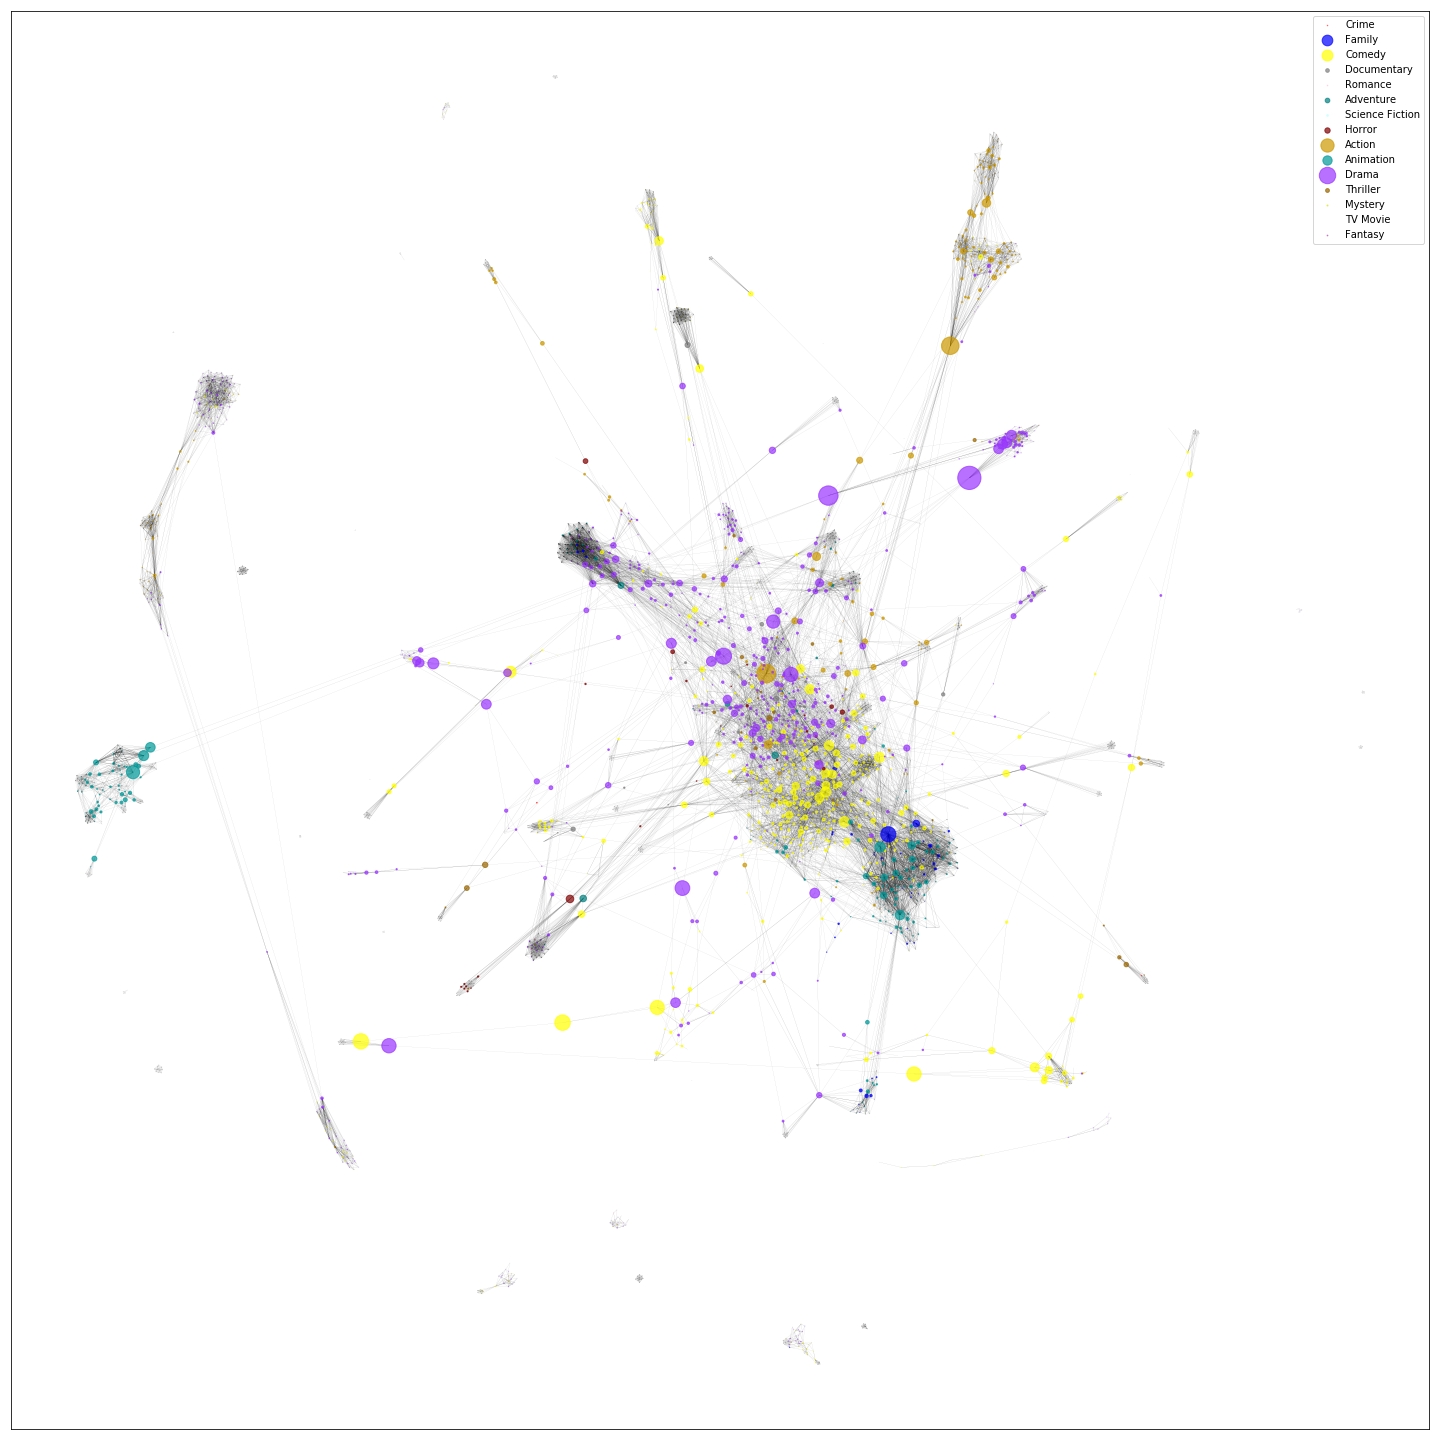 Crime
Family
Comedy
Documentary
Romance
Adventure
Science Fiction
Horror
Action
Animation
Drama
Thriller
Mystery
TV Movie
Fantasy